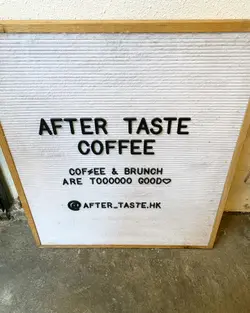 AFTER TASTE
COFFEE
COFFEE & BRUNCH
ARE TOOOOOO GOOD♡
@AFTER_TASTE.HK